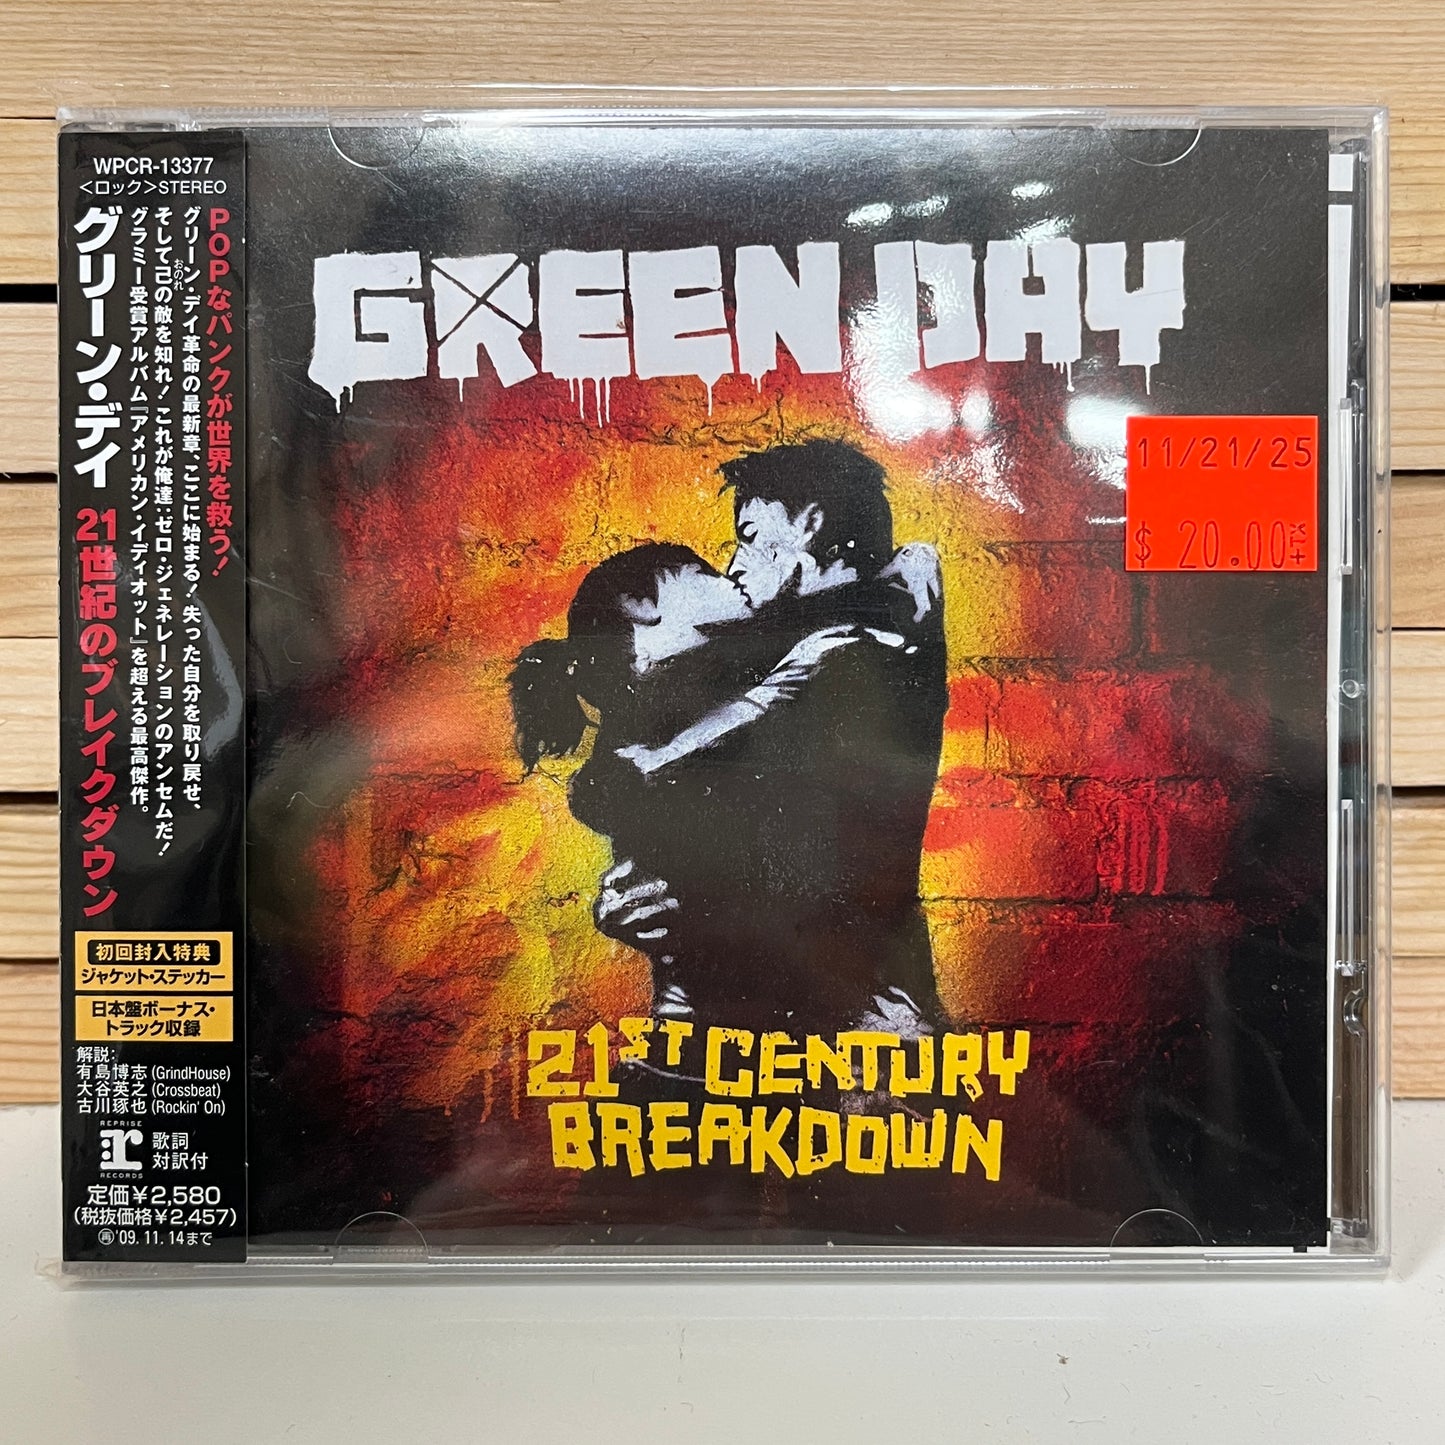 WPCR-13377
<ロック>STEREO
POPなパンクが世界を救う!
グリーン・デイ革命の最新章、ここに始まる!失った自分を取り戻せ、
そして己の敵を知れ!これが俺達:ゼロ・ジェネレーションのアンセムだ!
おのれ
グラミー受賞アルバム『アメリカン・イディオット』を超える最高傑作。
グリーン・デイ 21世紀のブレイクダウン
初回封入特典
ジャケット・ステッカー
日本盤ボーナス・
トラック収録
解説:
有島博志(GrindHouse)
大谷英之(Crossbeat)
古川琢也(Rockin' On)
REPRISE
r
RECORDS
歌詞
対訳付
定価¥2,580
(税抜価格¥2,457)
再'09.11.14まで
GREEN DAY
11/21/25
$ 20.00+TX
21ST CENTURY
BREAKDOWN